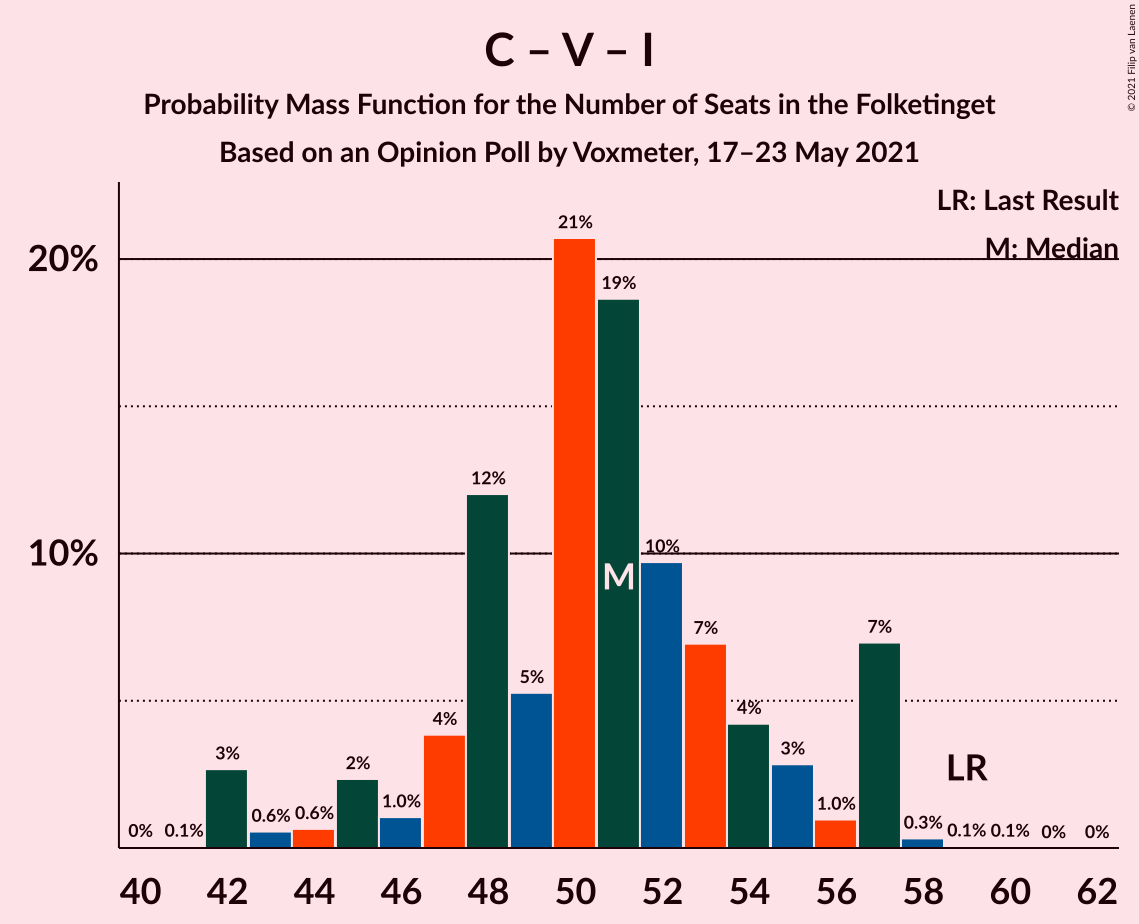 C – V – I
Probability Mass Function for the Number of Seats in the Folketinget
Based on an Opinion Poll by Voxmeter, 17–23 May 2021
© 2021 Filip van Laenen
LR: Last Result
M: Median
20%
10%
0%
0.1%
3%
0.6%
0.6%
2%
1.0%
4%
12%
5%
21%
19%
10%
7%
4%
3%
1.0%
7%
0.3%
0.1%
0.1%
0%
0%
M
LR
40 42 44 46 48 50 52 54 56 58 60 62